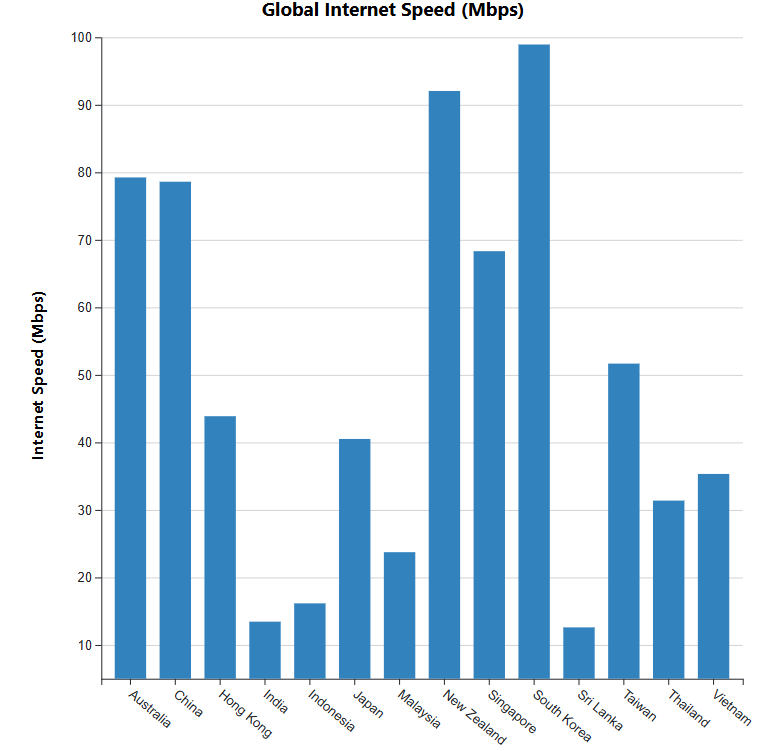 Global Internet Speed (Mbps)
Internet Speed (Mbps)
100
90
80
70
60
50
40
30
20
10
Australia
China
Hong Kong
India
Indonesia
Japan
Malaysia
New Zealand
Singapore
South Korea
Sri Lanka
Taiwan
Thailand
Vietnam